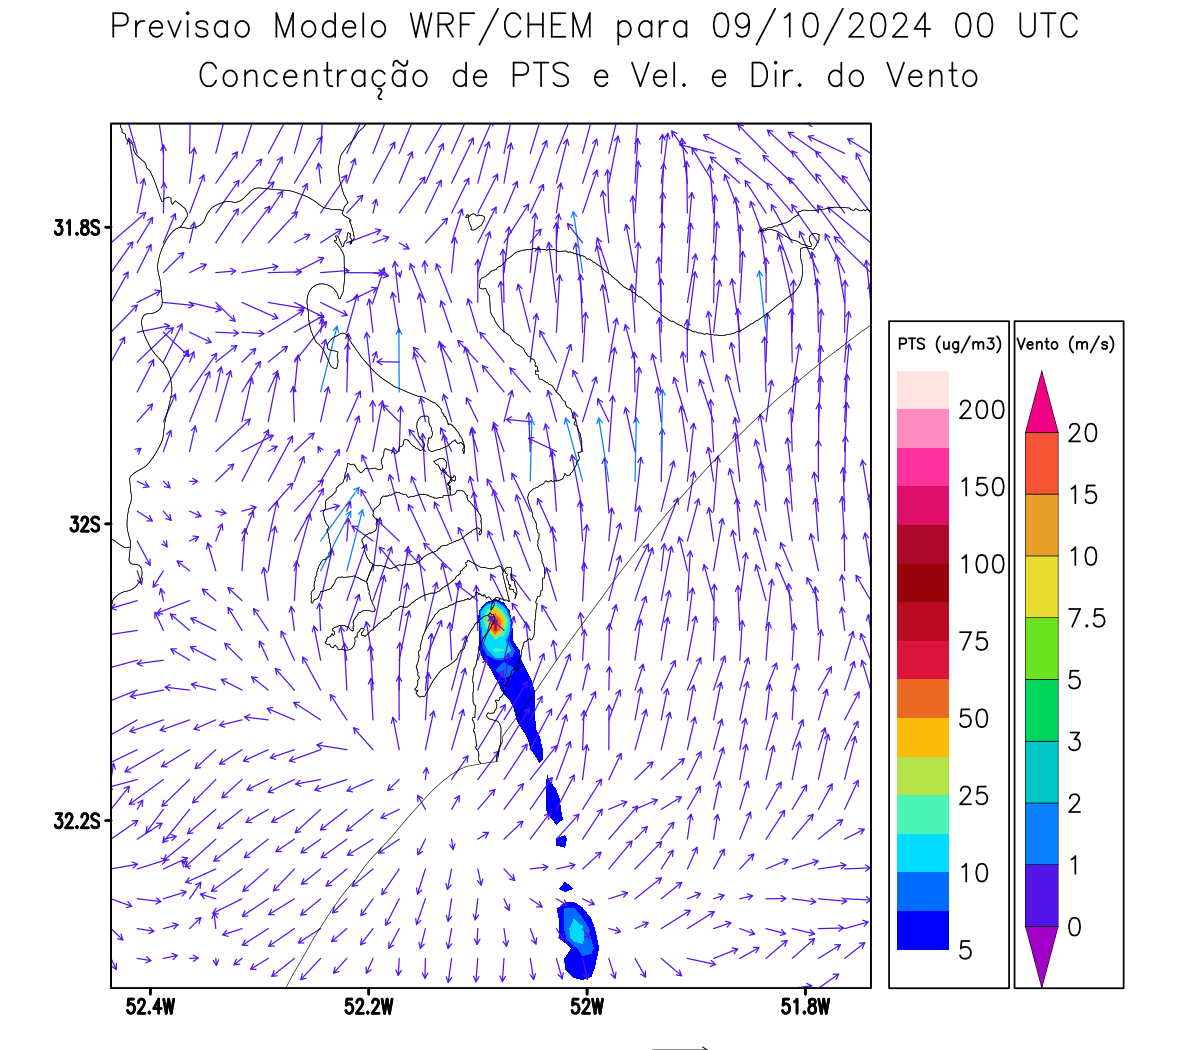 Previsao Modelo WRF/CHEM para 09/10/2024 00 UTC
Concentração de PTS e Vel. e Dir. do Vento
31.8S
32S
32.2S
52.4W
52.2W
52W
51.8W
PTS (ug/m3)
200
150
100
75
50
25
10
5
Vento (m/s)
20
15
10
7.5
5
3
2
1
0